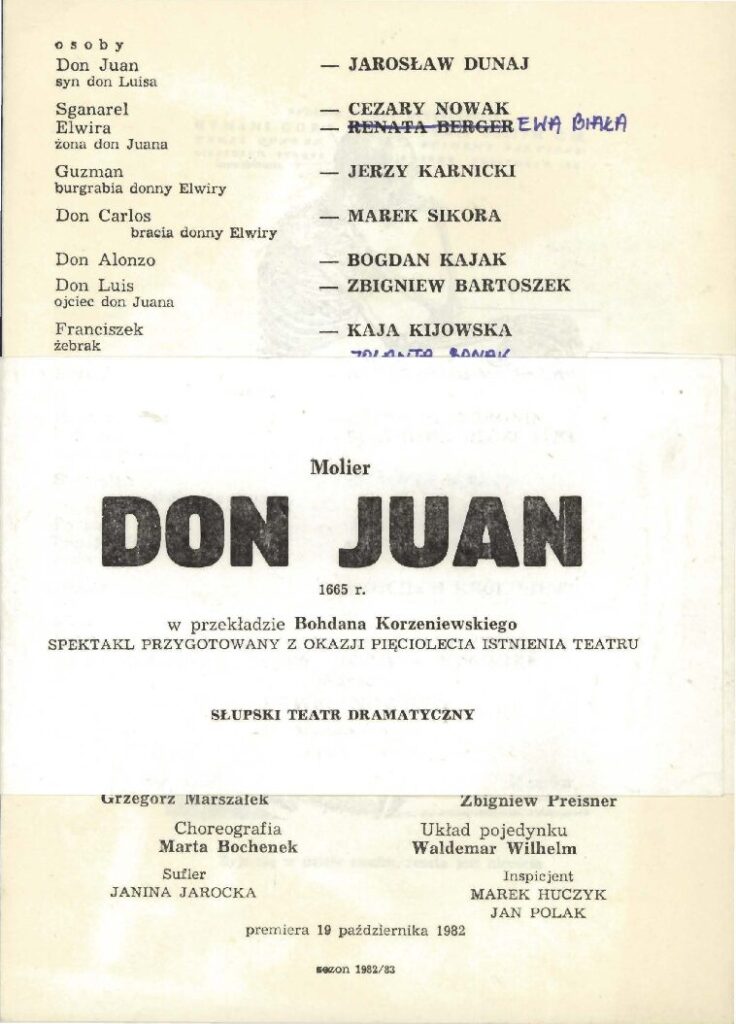 osoby
Don Juan — JAROSŁAW DUNAJ
syn don Luisa
Sganarel — CEZARY NOWAK
Elwira — RENATA BERGER EWA BIAŁA
żona don Juana
Guzman — JERZY KARNICKI
burgrabia donny Elwiry
Don Carlos — MAREK SIKORA
bracia donny Elwiry
Don Alonzo — BOGDAN KAJAK
Don Luis — ZBIGNIEW BARTOSZEK
ojciec don Juana
Franciszek — KAJA KIJOWSKA
żebrak
JOLANTA BANAK
Molier
DON JUAN
1665 r.
w przekładzie Bohdana Korzeniewskiego
SPEKTAKL PRZYGOTOWANY Z OKAZJI PIĘCIOLECIA ISTNIENIA TEATRU
SŁUPSKI TEATR DRAMATYCZNY
Grzegorz Marszałek Zbigniew Preisner
Choreografia Układ pojedynku
Marta Bochenek Waldemar Wilhelm
Sufler Inspicjent
JANINA JAROCKA MAREK HUCZYK
JAN POLAK
premiera 19 października 1982
sezon 1982/83